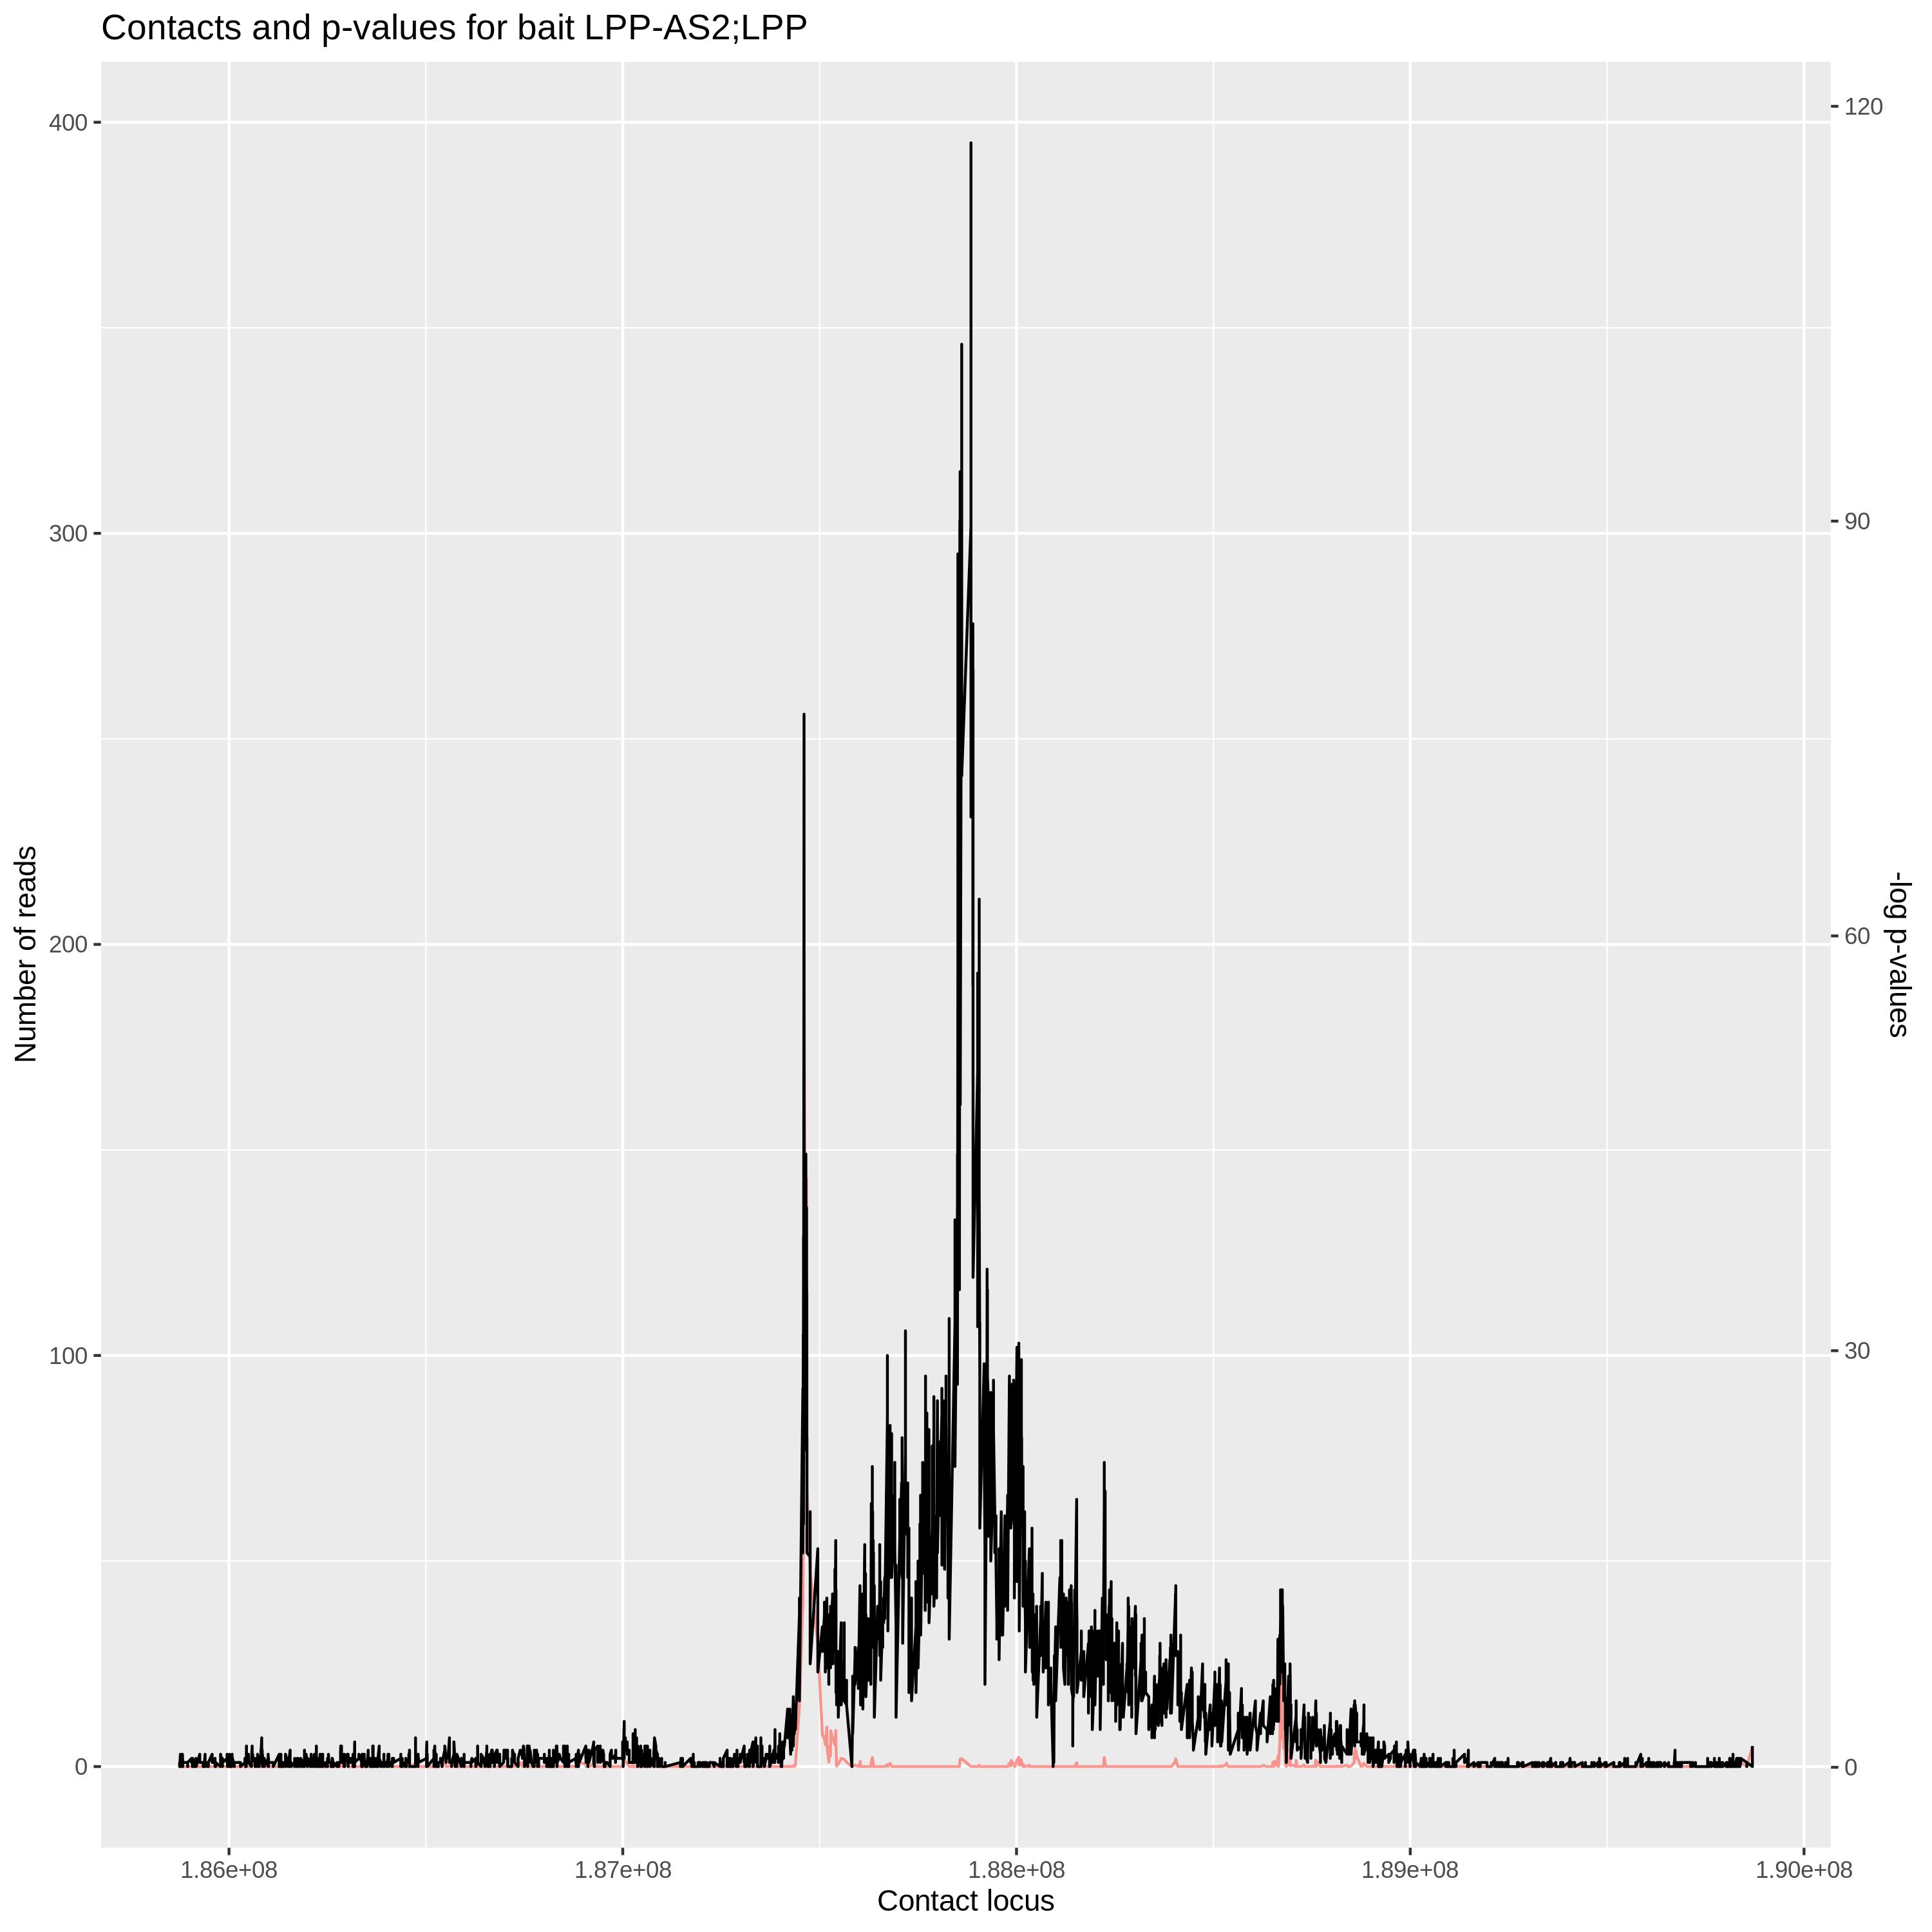 Contacts and p-values for bait LPP-AS2;LPP
400
300
200
100
0
Number of reads
120
90
60
30
0
-log p-values
1.86e+08
1.87e+08
1.88e+08
1.89e+08
1.90e+08
Contact locus